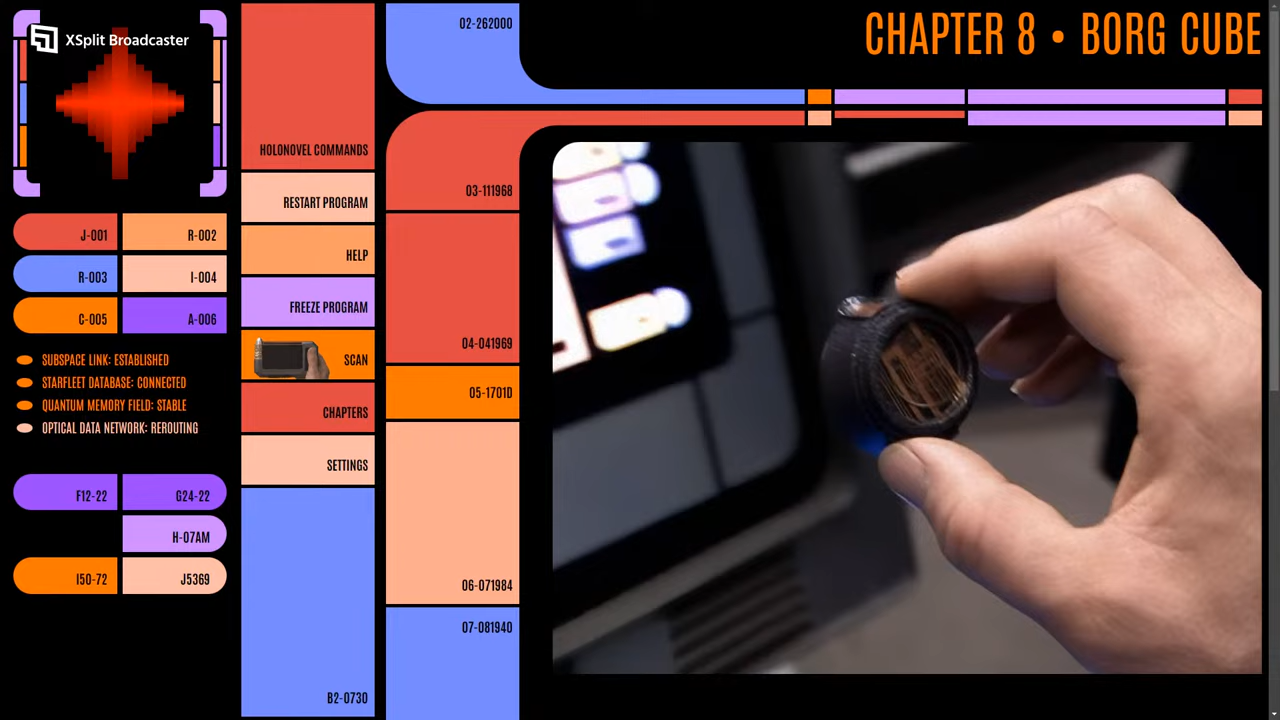 XSplit Broadcaster
J-001
R-002
R-003
I-004
C-005
A-006
SUBSPACE LINK: ESTABLISHED
STARFLEET DATABASE: CONNECTED
QUANTUM MEMORY FIELD: STABLE
OPTICAL DATA NETWORK: REROUTING
F12-22
G24-22
H-07AM
I50-72
J5369
HOLONOVEL COMMANDS
RESTART PROGRAM
HELP
FREEZE PROGRAM
SCAN
CHAPTERS
SETTINGS
B2-0730
02-262000
03-111968
04-041969
05-1701D
06-071984
07-081940
CHAPTER 8 • BORG CUBE